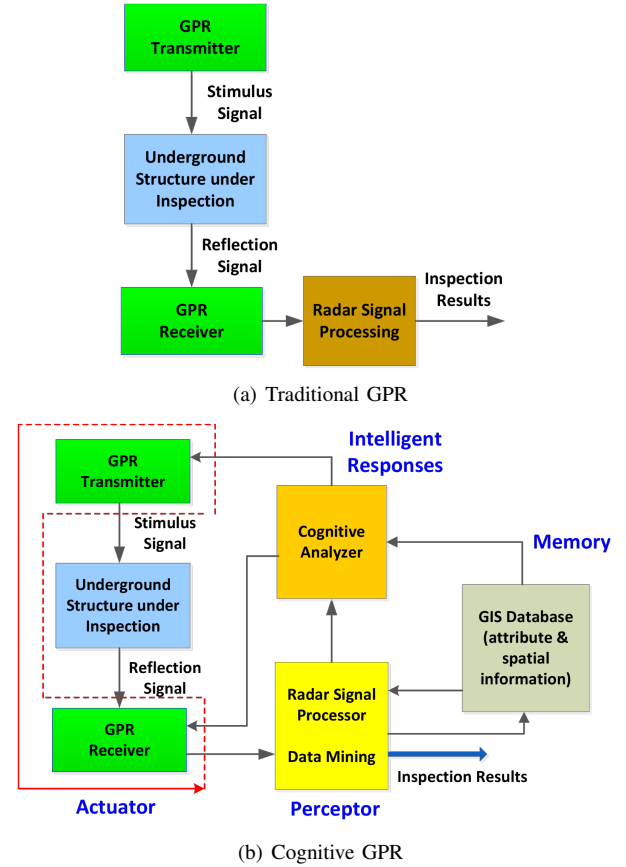 GPR
Transmitter
Stimulus
Signal
Underground
Structure under
Inspection
Reflection
Signal
GPR
Receiver
Radar Signal
Processing
Inspection
Results
(a) Traditional GPR
Intelligent
Responses
GPR
Transmitter
Stimulus
Signal
Cognitive
Analyzer
Memory
Underground
Structure under
Inspection
GIS Database
(attribute &
spatial
information)
Reflection
Signal
Radar Signal
Processor
Data Mining
GPR
Receiver
Inspection Results
Actuator
Perceptor
(b) Cognitive GPR